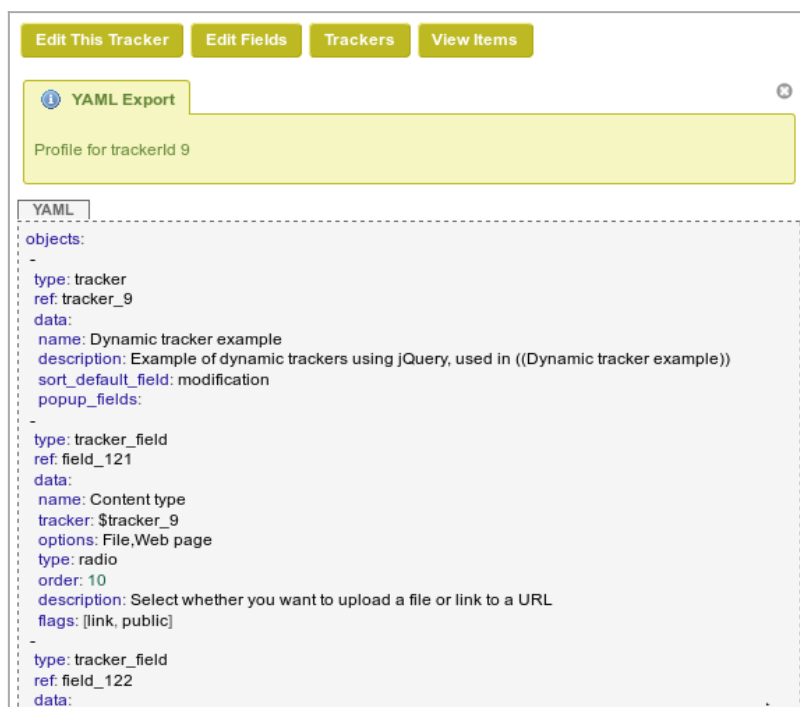 Edit This Tracker Edit Fields Trackers View Items
YAML Export
Profile for trackerId 9
YAML
objects:
-
type: tracker
ref: tracker_9
data:
name: Dynamic tracker example
description: Example of dynamic trackers using jQuery, used in ((Dynamic tracker example))
sort_default_field: modification
popup_fields:
-
type: tracker_field
ref: field_121
data:
name: Content type
tracker: $tracker_9
options: File,Web page
type: radio
order: 10
description: Select whether you want to upload a file or link to a URL
flags: [link, public]
-
type: tracker_field
ref: field_122
data: